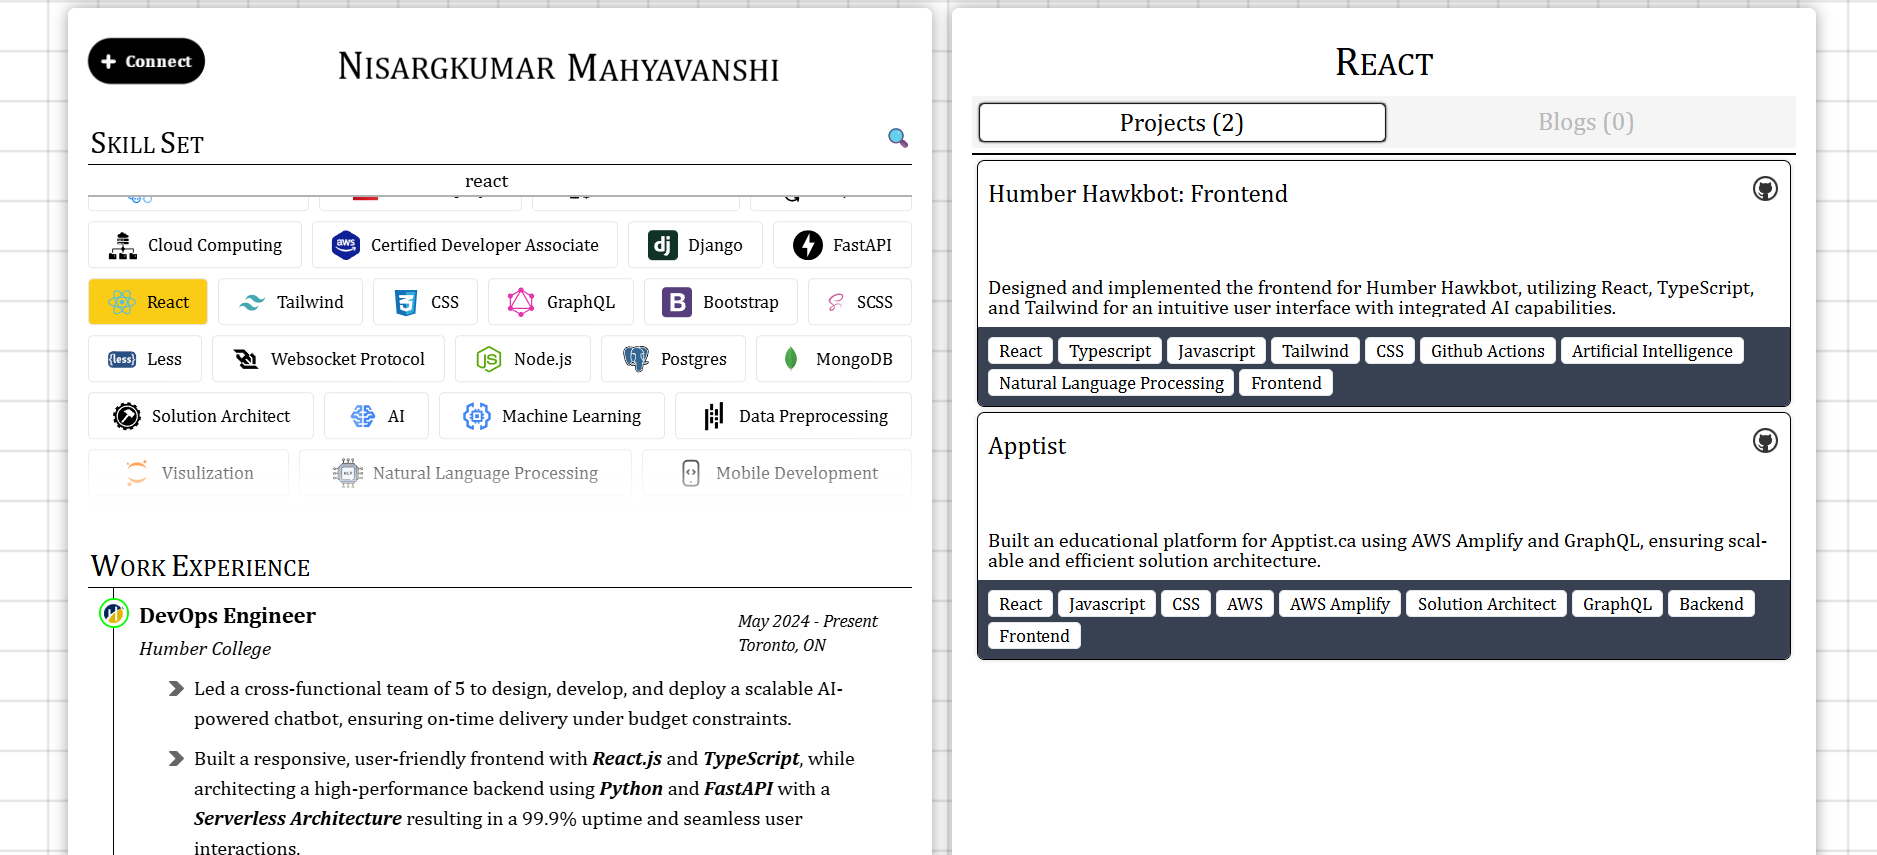 Connect
Nisargkumar Mahyavanshi
Skill Set
react
Cloud Computing
aws Certified Developer Associate
dj Django
FastAPI
React
Tailwind
CSS
GraphQL
B Bootstrap
SCSS
{less} Less
Websocket Protocol
Node.js
Postgres
MongoDB
Solution Architect
AI
Machine Learning
Data Preprocessing
Visulization
Natural Language Processing
Mobile Development
Work Experience
DevOps Engineer
May 2024 - Present
Humber College
Toronto, ON
Led a cross-functional team of 5 to design, develop, and deploy a scalable AI-
powered chatbot, ensuring on-time delivery under budget constraints.
Built a responsive, user-friendly frontend with React.js and TypeScript, while
architecting a high-performance backend using Python and FastAPI with a
Serverless Architecture resulting in a 99.9% uptime and seamless user
interactions.
React
Projects (2)
Blogs (0)
Humber Hawkbot: Frontend
Designed and implemented the frontend for Humber Hawkbot, utilizing React, TypeScript,
and Tailwind for an intuitive user interface with integrated AI capabilities.
React Typescript Javascript Tailwind CSS Github Actions Artificial Intelligence
Natural Language Processing Frontend
Apptist
Built an educational platform for Apptist.ca using AWS Amplify and GraphQL, ensuring scal-
able and efficient solution architecture.
React Javascript CSS AWS AWS Amplify Solution Architect GraphQL Backend
Frontend